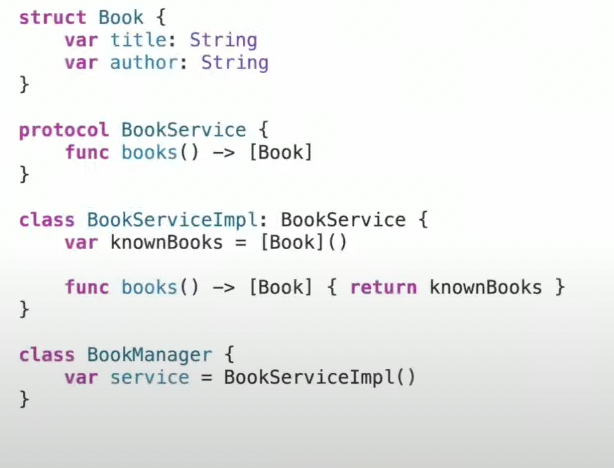 struct Book {
    var title: String
    var author: String
}

protocol BookService {
    func books() -> [Book]
}

class BookServiceImpl: BookService {
    var knownBooks = [Book]()

    func books() -> [Book] { return knownBooks }
}

class BookManager {
    var service = BookServiceImpl()
}